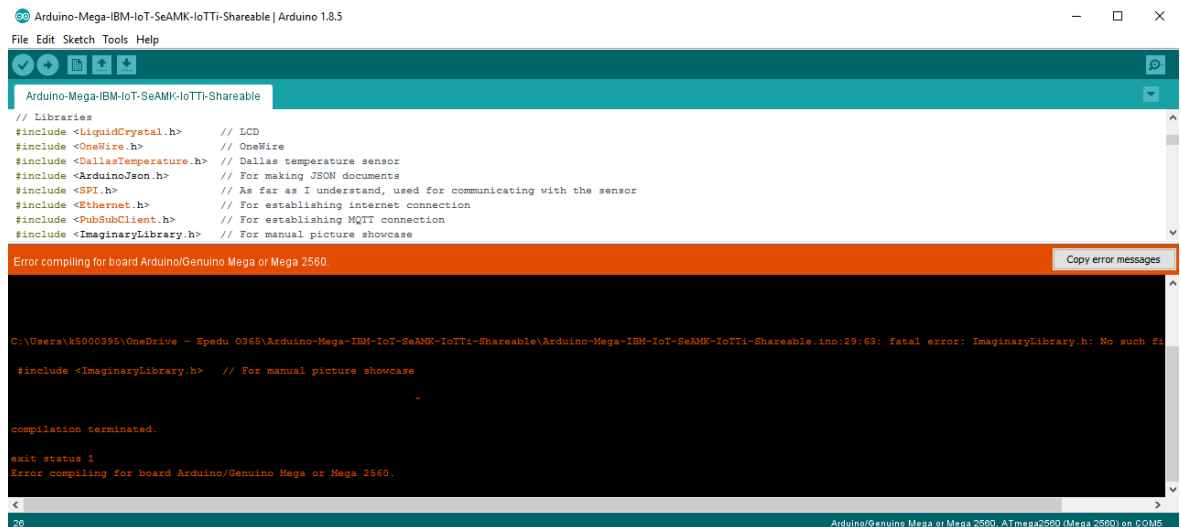 Arduino-Mega-IBM-IoT-SeAMK-IoTTi-Shareable | Arduino 1.8.5
File Edit Sketch Tools Help
Arduino-Mega-IBM-IoT-SeAMK-IoTTi-Shareable
// Libraries
#include <LiquidCrystal.h> // LCD
#include <OneWire.h> // OneWire
#include <DallasTemperature.h> // Dallas temperature sensor
#include <ArduinoJson.h> // For making JSON documents
#include <SPI.h> // As far as I understand, used for communicating with the sensor
#include <Ethernet.h> // For establishing internet connection
#include <PubSubClient.h> // For establishing MQTT connection
#include <ImaginaryLibrary.h> // For manual picture showcase
Error compiling for board Arduino/Genuino Mega or Mega 2560.
Copy error messages
C:\Users\k5000395\OneDrive - Epedu O365\Arduino-Mega-IBM-IoT-SeAMK-IoTTi-Shareable\Arduino-Mega-IBM-IoT-SeAMK-IoTTi-Shareable.ino:29:63: fatal error: ImaginaryLibrary.h: No such fi
#include <ImaginaryLibrary.h> // For manual picture showcase
^
compilation terminated.
exit status 1
Error compiling for board Arduino/Genuino Mega or Mega 2560.
26
Arduino/Genuino Mega or Mega 2560, ATmega2560 (Mega 2560) on COM5